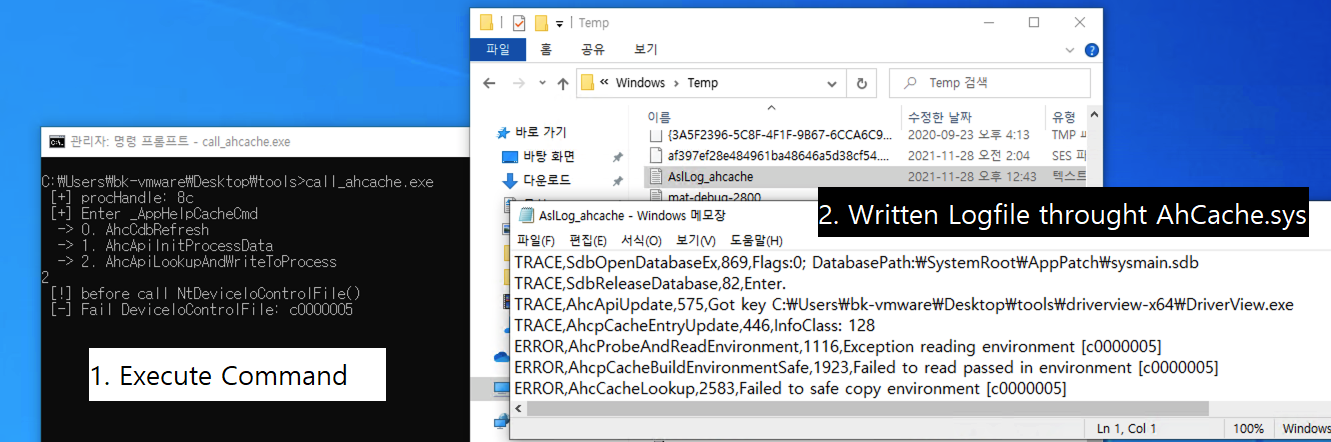 관리자: 명령 프롬프트 - call_ahcache.exe
C:\Users\bk-vmware\Desktop\tools>call_ahcache.exe
[+] procHandle: 8c
[+] Enter _AppHelpCacheCmd
-> 0. AhcCdbRefresh
-> 1. AhcApiInitProcessData
-> 2. AhcApiLookupAndWriteToProcess
2
[!] before call NtDeviceIoControlFile()
[-] Fail DeviceIoControlFile: c0000005
1. Execute Command
Temp
파일 홈 공유 보기
« Windows > Temp
Temp 검색
이름 수정한 날짜 유형
바로 가기
바탕 화면
다운로드
{3A5F2396-5C8F-4F1F-9B67-6CCA6C9... 2020-09-23 오후 4:13 TMP
af397ef28e484961ba48646a5d38cf54.... 2021-11-28 오전 2:04 SES
AslLog_ahcache 2021-11-28 오후 12:43 텍스트
mat-debug-2800
2. Written Logfile throught AhCache.sys
AslLog_ahcache - Windows 메모장
파일(F) 편집(E) 서식(O) 보기(V) 도움말(H)
TRACE,SdbOpenDatabaseEx,869,Flags:0; DatabasePath:\SystemRoot\AppPatch\sysmain.sdb
TRACE,SdbReleaseDatabase,82,Enter.
TRACE,AhcApiUpdate,575,Got key C:\Users\bk-vmware\Desktop\tools\driverview-x64\DriverView.exe
TRACE,AhcpCacheEntryUpdate,446,InfoClass: 128
ERROR,AhcProbeAndReadEnvironment,1116,Exception reading environment [c0000005]
ERROR,AhcpCacheBuildEnvironmentSafe,1923,Failed to read passed in environment [c0000005]
ERROR,AhcCacheLookup,2583,Failed to safe copy environment [c0000005]
Ln 1, Col 1 100% Windows